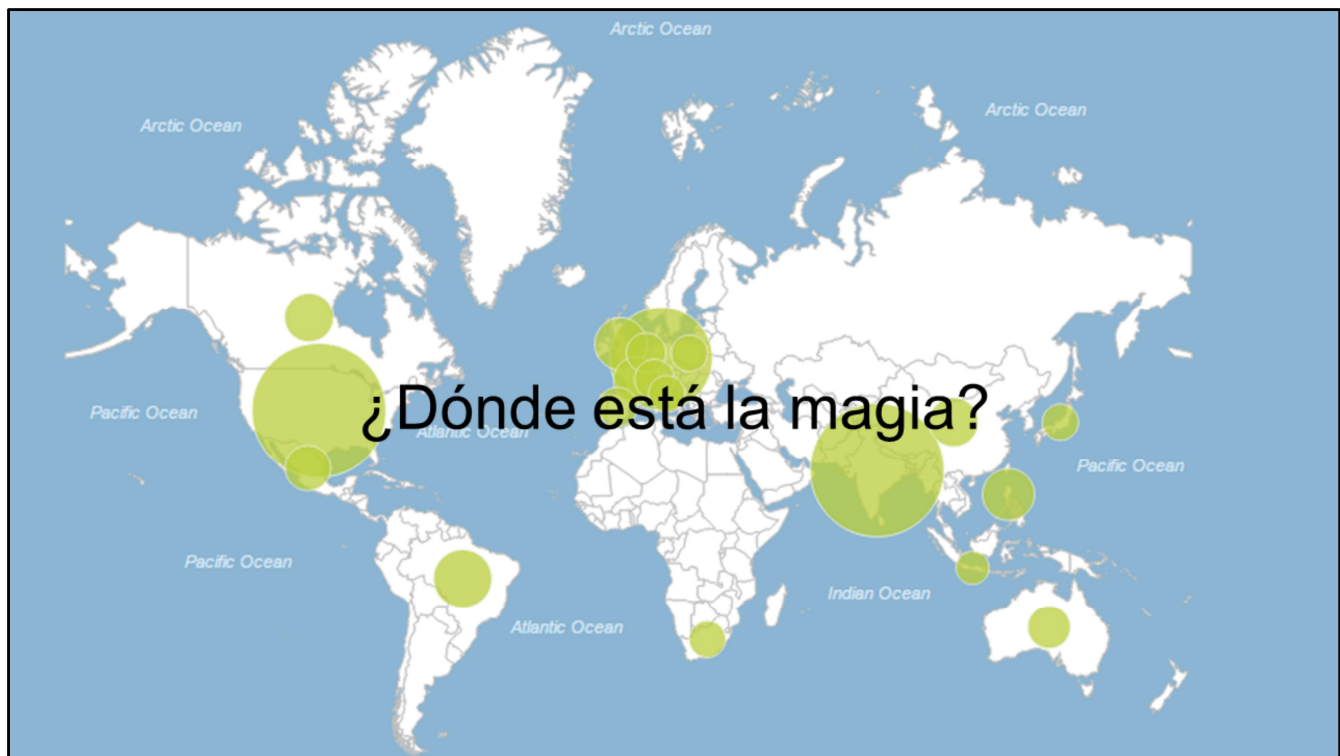 Arctic Ocean
Arctic Ocean
Arctic Ocean
¿Dónde está la magia?
Pacific Ocean
Atlantic Ocean
Pacific Ocean
Pacific Ocean
Indian Ocean
Atlantic Ocean